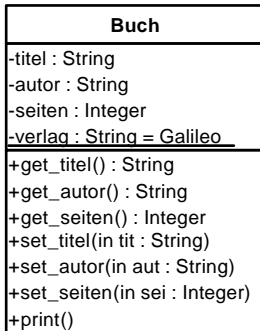 Buch
-titel : String
-autor : String
-seiten : Integer
-verlag : String = Galileo
+get_titel() : String
+get_autor() : String
+get_seiten() : Integer
+set_titel(in tit : String)
+set_autor(in aut : String)
+set_seiten(in sei : Integer)
+print()